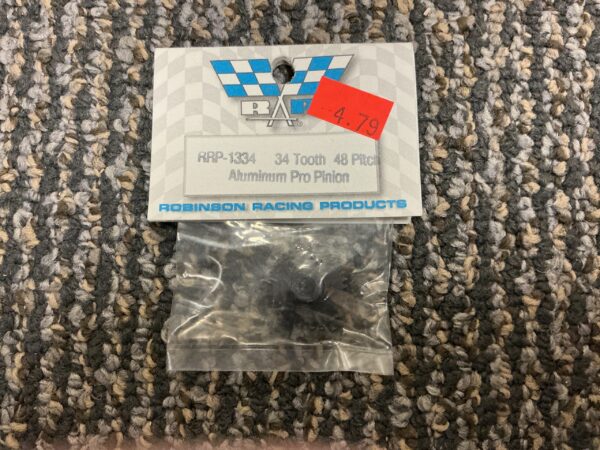 RRP
4.79
RRP-1334 34 Tooth 48 Pitch
Aluminum Pro Pinion
ROBINSON RACING PRODUCTS